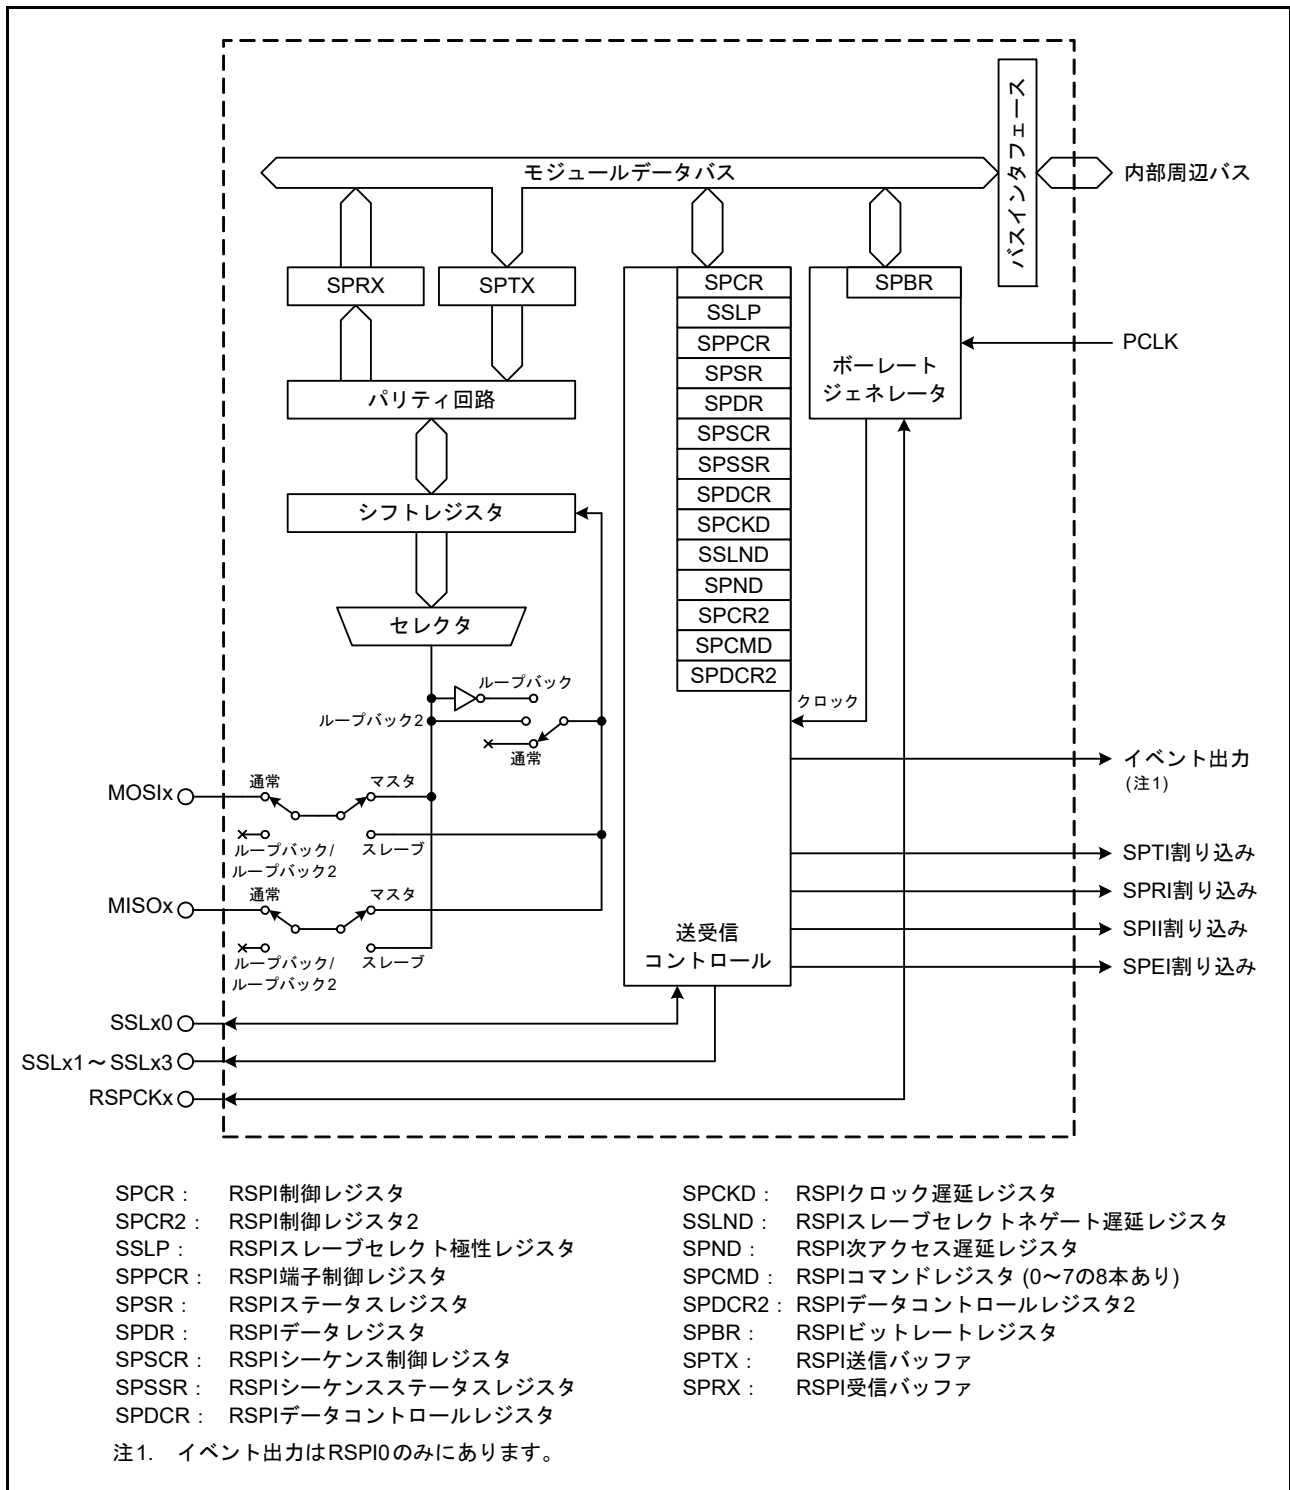 モジュールデータバス
バスインタフェース
内部周辺バス
SPRX
SPTX
SPCR
SPBR
SSLP
SPPCR
PCLK
ボーレート
ジェネレータ
SPSR
パリティ回路
SPDR
SPSCR
SPSSR
シフトレジスタ
SPDCR
SPCKD
SSLND
SPND
セレクタ
SPCR2
SPCMD
SPDCR2
ループバック
クロック
ループバック2
通常
イベント出力
(注1)
MOSIx
通常
マスタ
ループバック/
ループバック2
スレーブ
SPTI割り込み
MISOx
通常
マスタ
SPRI割り込み
送受信
コントロール
SPII割り込み
ループバック/
ループバック2
スレーブ
SPEI割り込み
SSLx0
SSLx1～SSLx3
RSPCKx
SPCR： RSPI制御レジスタ
SPCR2： RSPI制御レジスタ2
SSLP： RSPIスレーブセレクト極性レジスタ
SPPCR： RSPI端子制御レジスタ
SPSR： RSPIステータスレジスタ
SPDR： RSPIデータレジスタ
SPSCR： RSPIシーケンス制御レジスタ
SPSSR： RSPIシーケンスステータスレジスタ
SPDCR： RSPIデータコントロールレジスタ
SPCKD： RSPIクロック遅延レジスタ
SSLND： RSPIスレーブセレクトネゲート遅延レジスタ
SPND： RSPI次アクセス遅延レジスタ
SPCMD： RSPIコマンドレジスタ (0～7の8本あり)
SPDCR2： RSPIデータコントロールレジスタ2
SPBR： RSPIビットレートレジスタ
SPTX： RSPI送信バッファ
SPRX： RSPI受信バッファ
注1. イベント出力はRSPI0のみにあります。